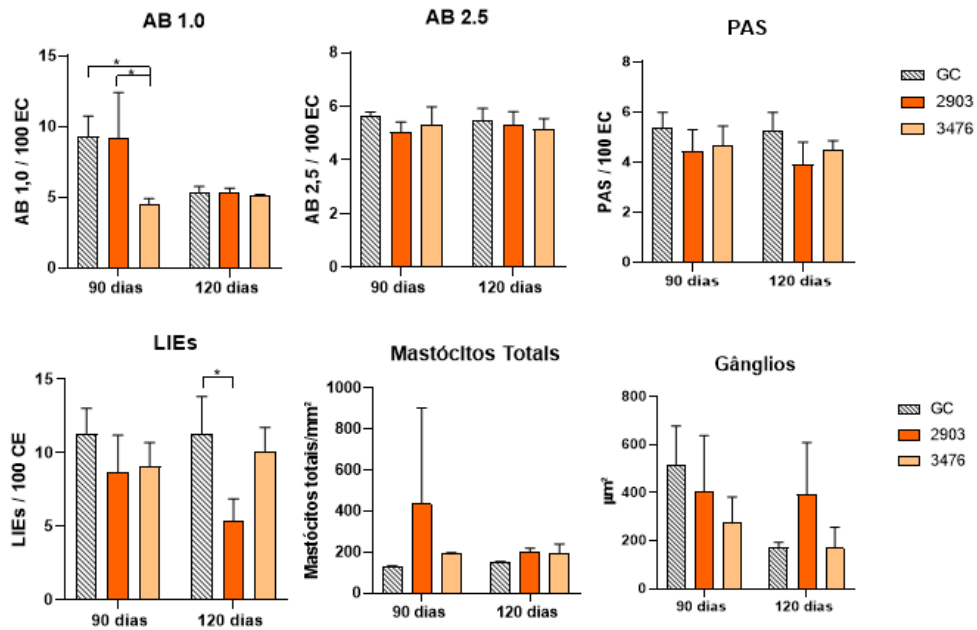 AB 1.0
AB 2.5
PAS
15
10
5
0
AB 1,0 / 100 EC
*
*
90 dias
120 dias
8
6
4
2
0
AB 2,5 / 100 EC
90 dias
120 dias
8
6
4
2
0
PAS / 100 EC
90 dias
120 dias
GC
2903
3476
LIEs
Mastócitos Totais
Gânglios
15
10
5
0
LIEs / 100 CE
*
90 dias
120 dias
1000
800
600
400
200
0
Mastócitos totais/mm²
90 dias
120 dias
800
600
400
200
0
µm²
90 dias
120 dias
GC
2903
3476